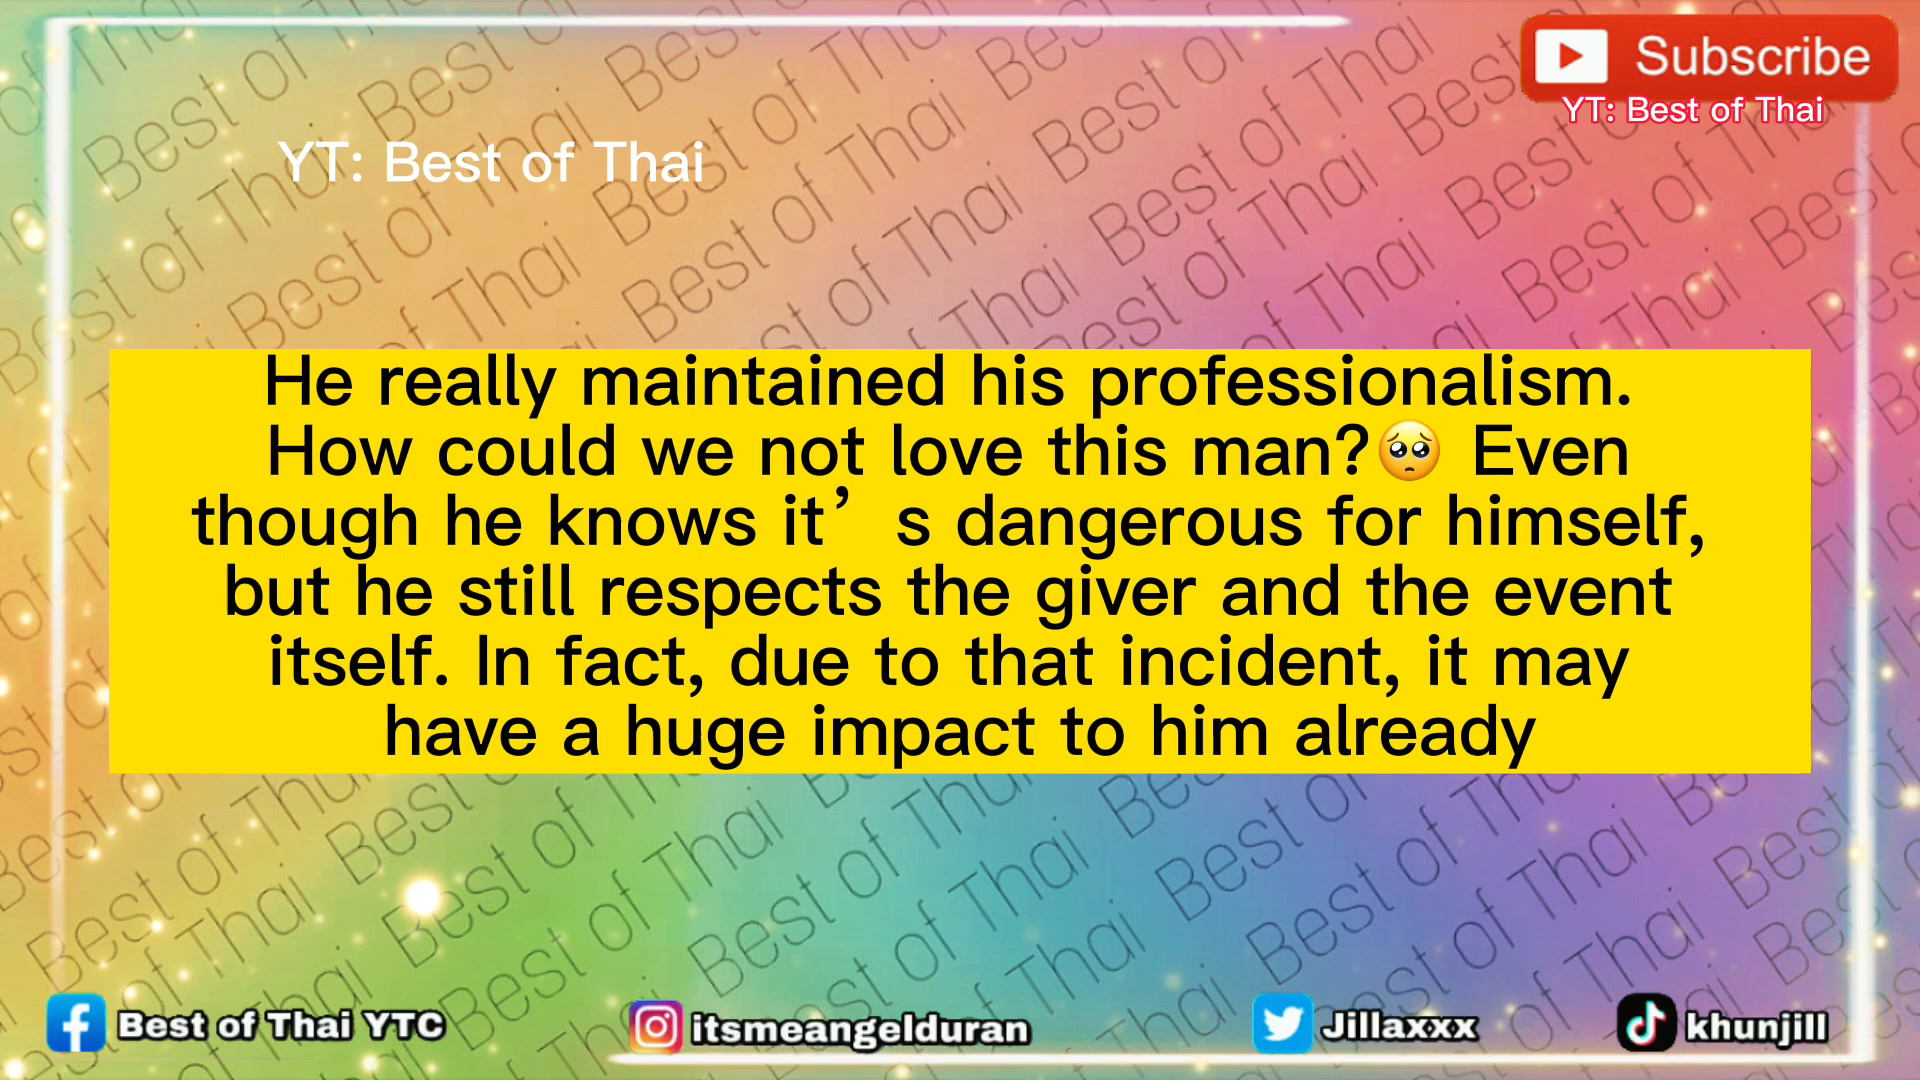 Subscribe
YT: Best of Thai
YT: Best of Thai
He really maintained his professionalism.
How could we not love this man?🥺 Even
though he knows it’s dangerous for himself,
but he still respects the giver and the event
itself. In fact, due to that incident, it may
have a huge impact to him already
Best of Thai YTC
itsmeangelduran
Jillaxxx
khunjill
Best of Thai